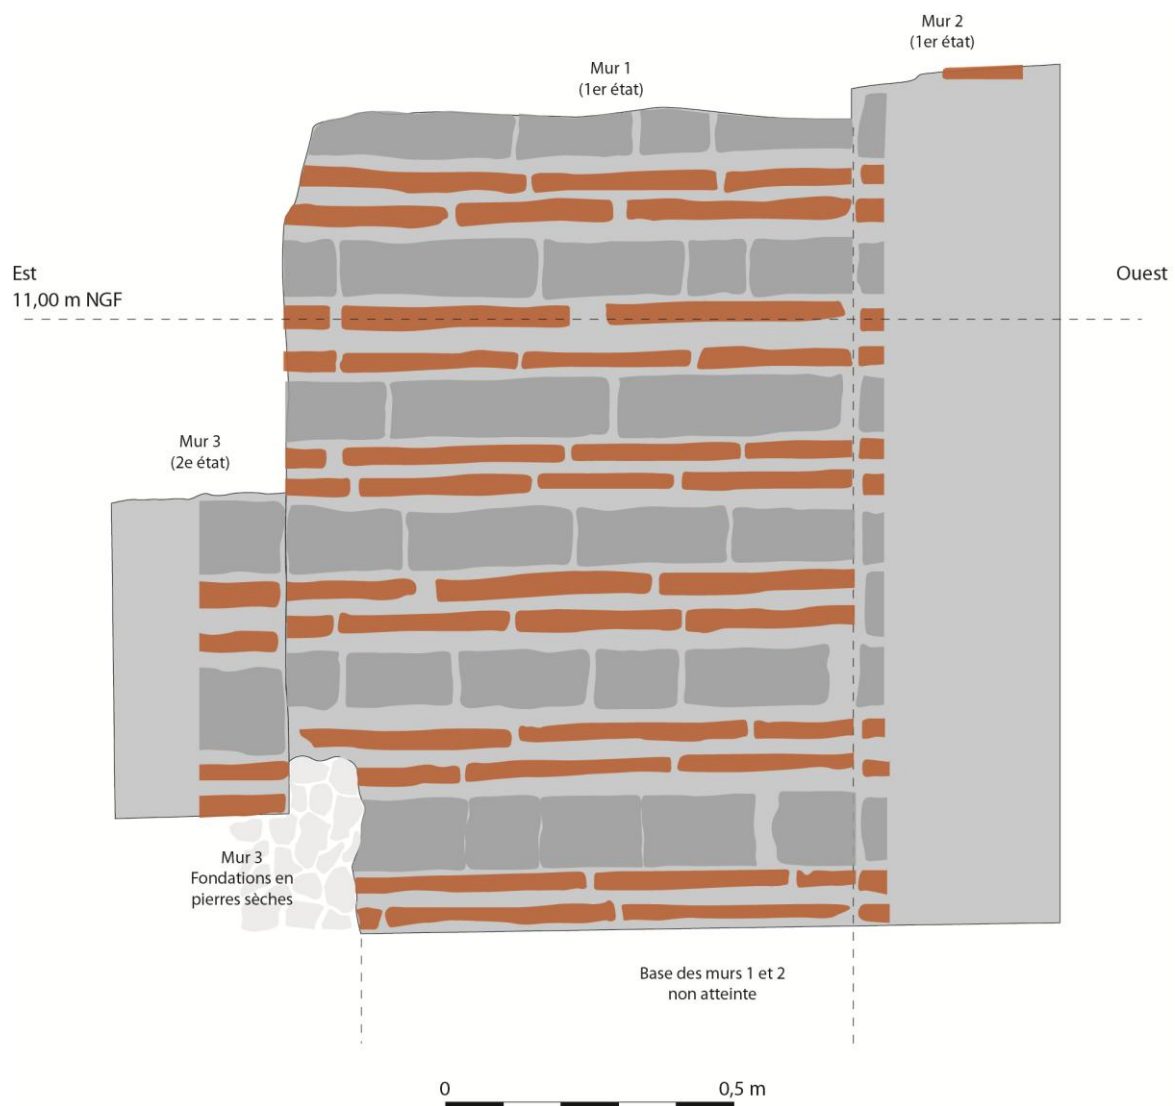 Mur 2
(1er état)
Mur 1
(1er état)
Est
11,00 m NGF
Ouest
Mur 3
(2e état)
Mur 3
Fondations en
pierres sèches
Base des murs 1 et 2
non atteinte
0
0,5 m